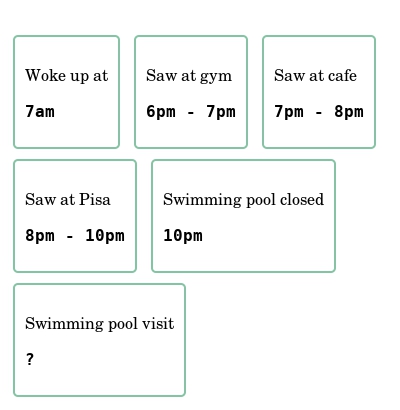 Woke up at
7am
Saw at gym
6pm - 7pm
Saw at cafe
7pm - 8pm
Saw at Pisa
8pm - 10pm
Swimming pool closed
10pm
Swimming pool visit
?